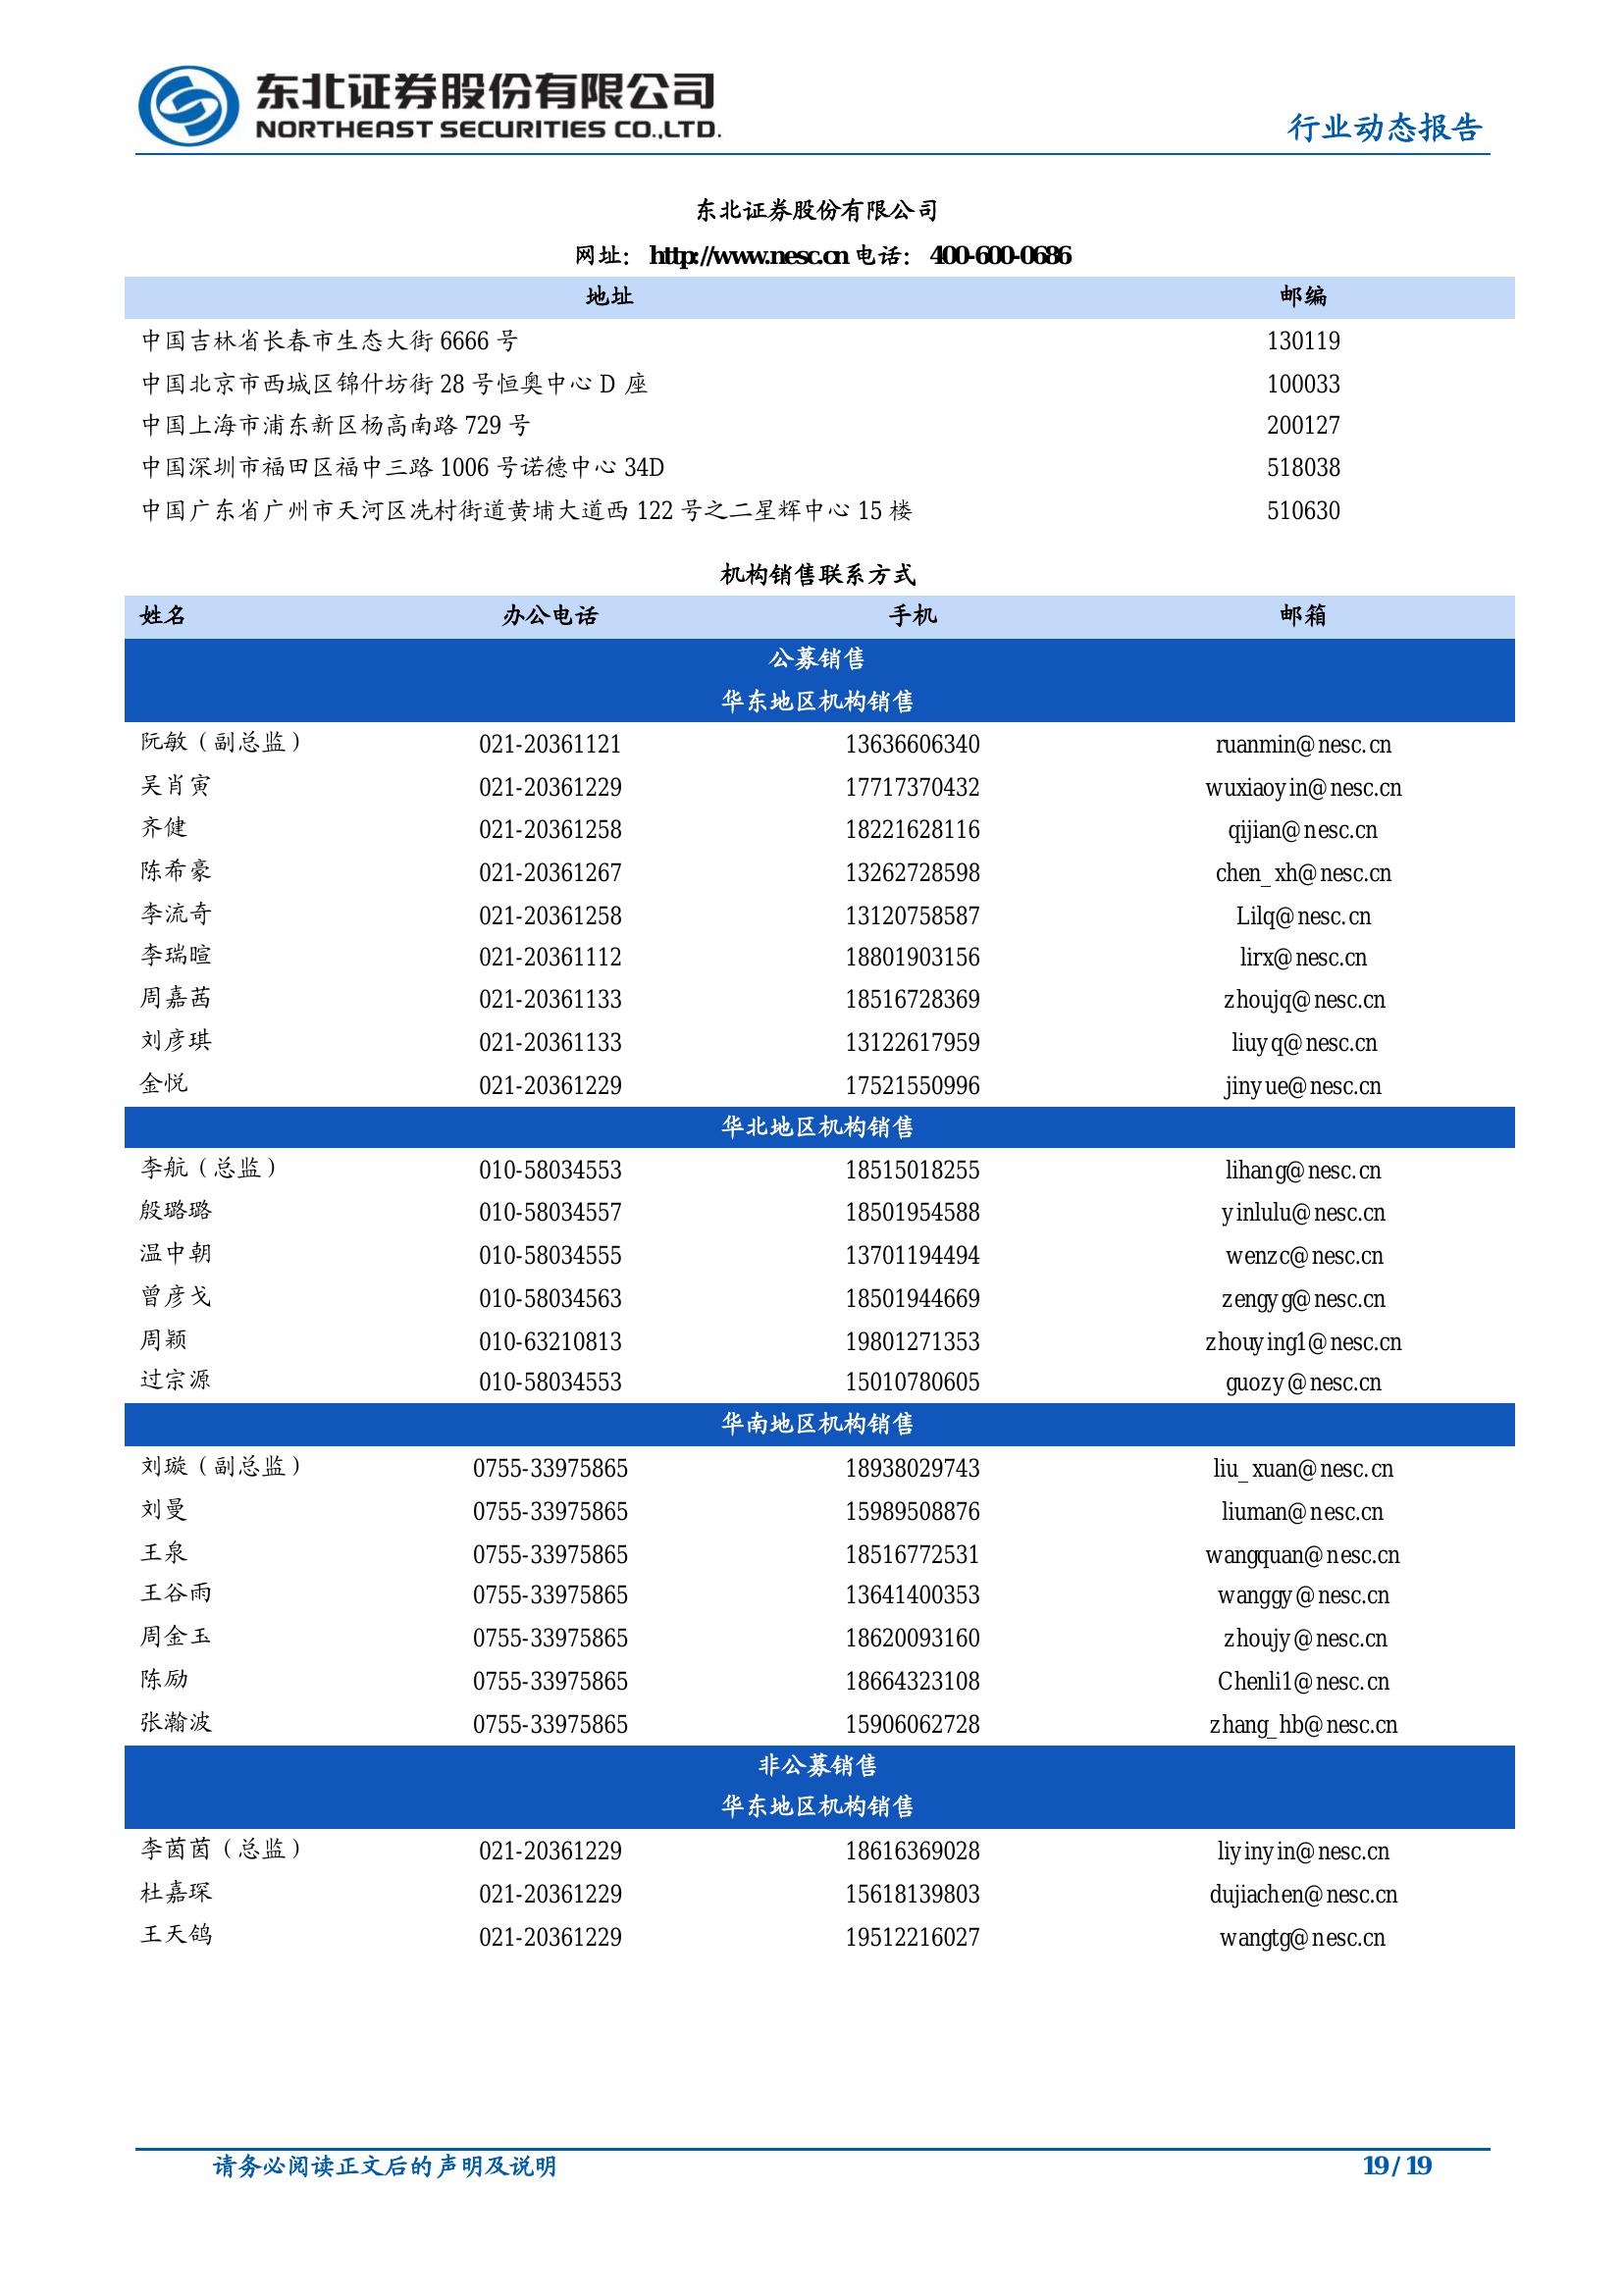 东北证券股份有限公司
NORTHEAST SECURITIES CO.,LTD.
行业动态报告
东北证券股份有限公司
网址： http://www.nesc.cn 电话： 400-600-0686
地址 邮编
中国吉林省长春市生态大街 6666 号 130119
中国北京市西城区锦什坊街 28 号恒奥中心 D 座 100033
中国上海市浦东新区杨高南路 729 号 200127
中国深圳市福田区福中三路 1006 号诺德中心 34D 518038
中国广东省广州市天河区冼村街道黄埔大道西 122 号之二星辉中心 15 楼 510630
机构销售联系方式
姓名 办公电话 手机 邮箱
公募销售
华东地区机构销售
阮敏（副总监） 021-20361121 13636606340 ruanmin@nesc.cn
吴肖寅 021-20361229 17717370432 wuxiaoyin@nesc.cn
齐健 021-20361258 18221628116 qijian@nesc.cn
陈希豪 021-20361267 13262728598 chen_xh@nesc.cn
李流奇 021-20361258 13120758587 Lilq@nesc.cn
李瑞暄 021-20361112 18801903156 lirx@nesc.cn
周嘉茜 021-20361133 18516728369 zhoujq@nesc.cn
刘彦琪 021-20361133 13122617959 liuyq@nesc.cn
金悦 021-20361229 17521550996 jinyue@nesc.cn
华北地区机构销售
李航（总监） 010-58034553 18515018255 lihang@nesc.cn
殷璐璐 010-58034557 18501954588 yinlulu@nesc.cn
温中朝 010-58034555 13701194494 wenzc@nesc.cn
曾彦戈 010-58034563 18501944669 zengyg@nesc.cn
周颖 010-63210813 19801271353 zhouying1@nesc.cn
过宗源 010-58034553 15010780605 guozy@nesc.cn
华南地区机构销售
刘璇（副总监） 0755-33975865 18938029743 liu_xuan@nesc.cn
刘曼 0755-33975865 15989508876 liuman@nesc.cn
王泉 0755-33975865 18516772531 wangquan@nesc.cn
王谷雨 0755-33975865 13641400353 wanggy@nesc.cn
周金玉 0755-33975865 18620093160 zhoujy@nesc.cn
陈励 0755-33975865 18664323108 Chenli1@nesc.cn
张瀚波 0755-33975865 15906062728 zhang_hb@nesc.cn
非公募销售
华东地区机构销售
李茵茵（总监） 021-20361229 18616369028 liyinyin@nesc.cn
杜嘉琛 021-20361229 15618139803 dujiachen@nesc.cn
王天鸽 021-20361229 19512216027 wangtg@nesc.cn
请务必阅读正文后的声明及说明 19 / 19